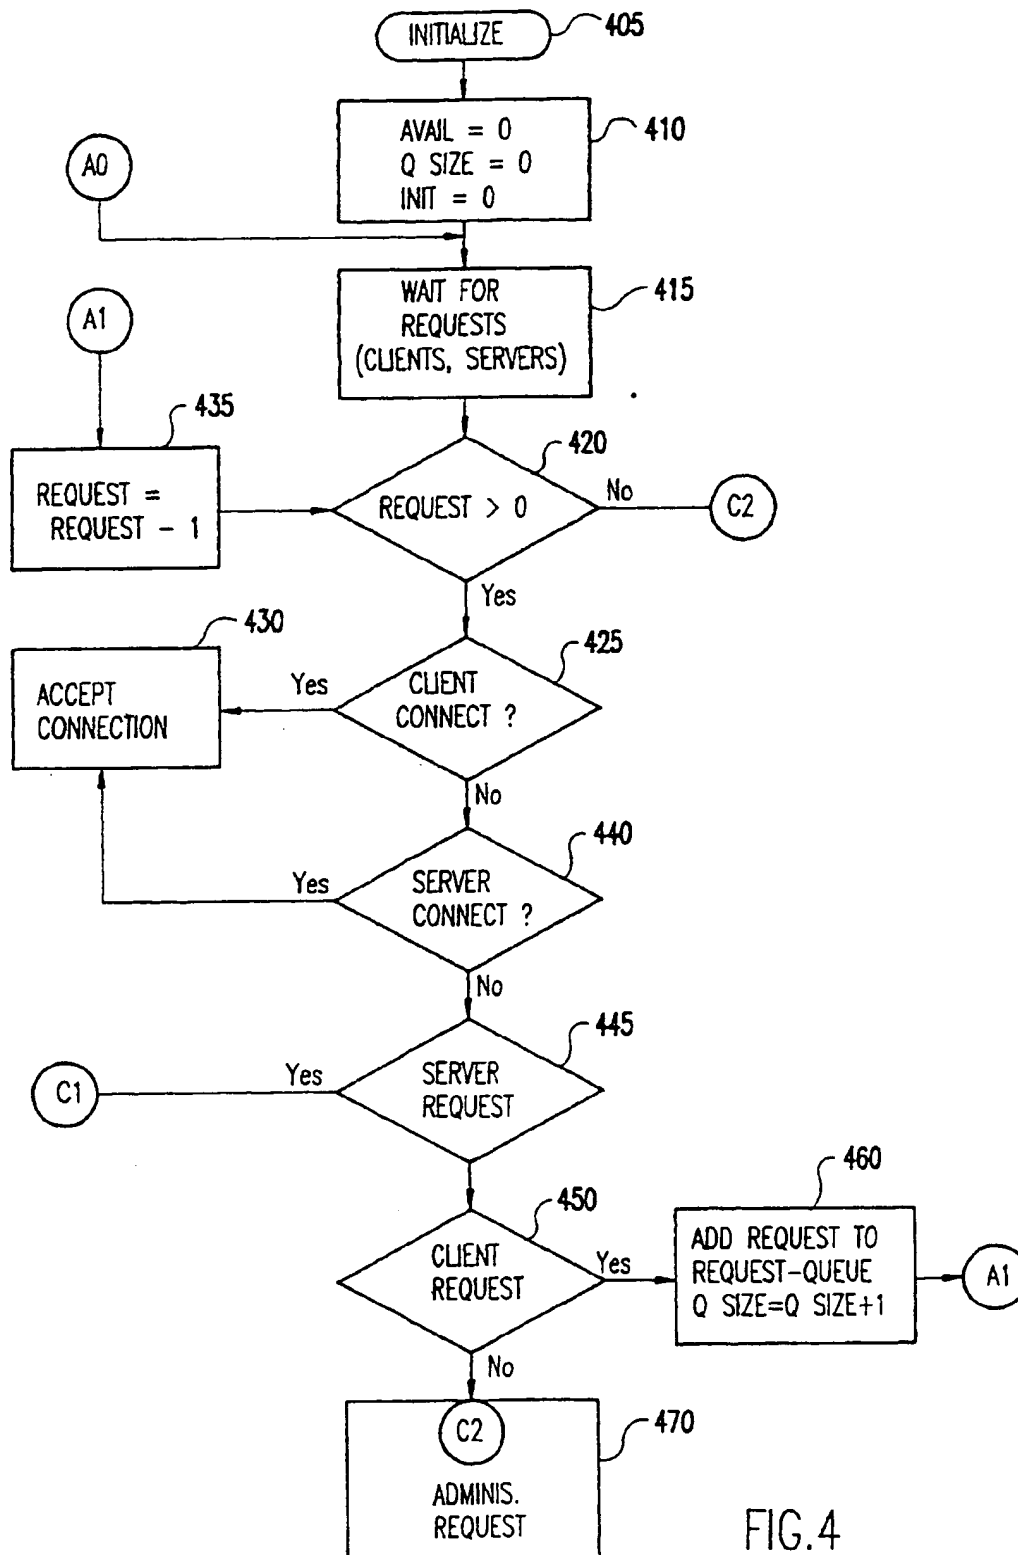 INITIALIZE
405
AVAIL = 0
Q SIZE = 0
INIT = 0
410
A0
WAIT FOR
REQUESTS
(CLIENTS, SERVERS)
415
A1
435
REQUEST =
REQUEST - 1
420
REQUEST > 0
No
C2
Yes
430
ACCEPT
CONNECTION
Yes
425
CLIENT
CONNECT ?
No
440
Yes
SERVER
CONNECT ?
No
445
C1
Yes
SERVER
REQUEST
450
CLIENT
REQUEST
Yes
460
ADD REQUEST TO
REQUEST-QUEUE
Q SIZE=Q SIZE+1
A1
No
C2
470
ADMINIS.
REQUEST
FIG.4